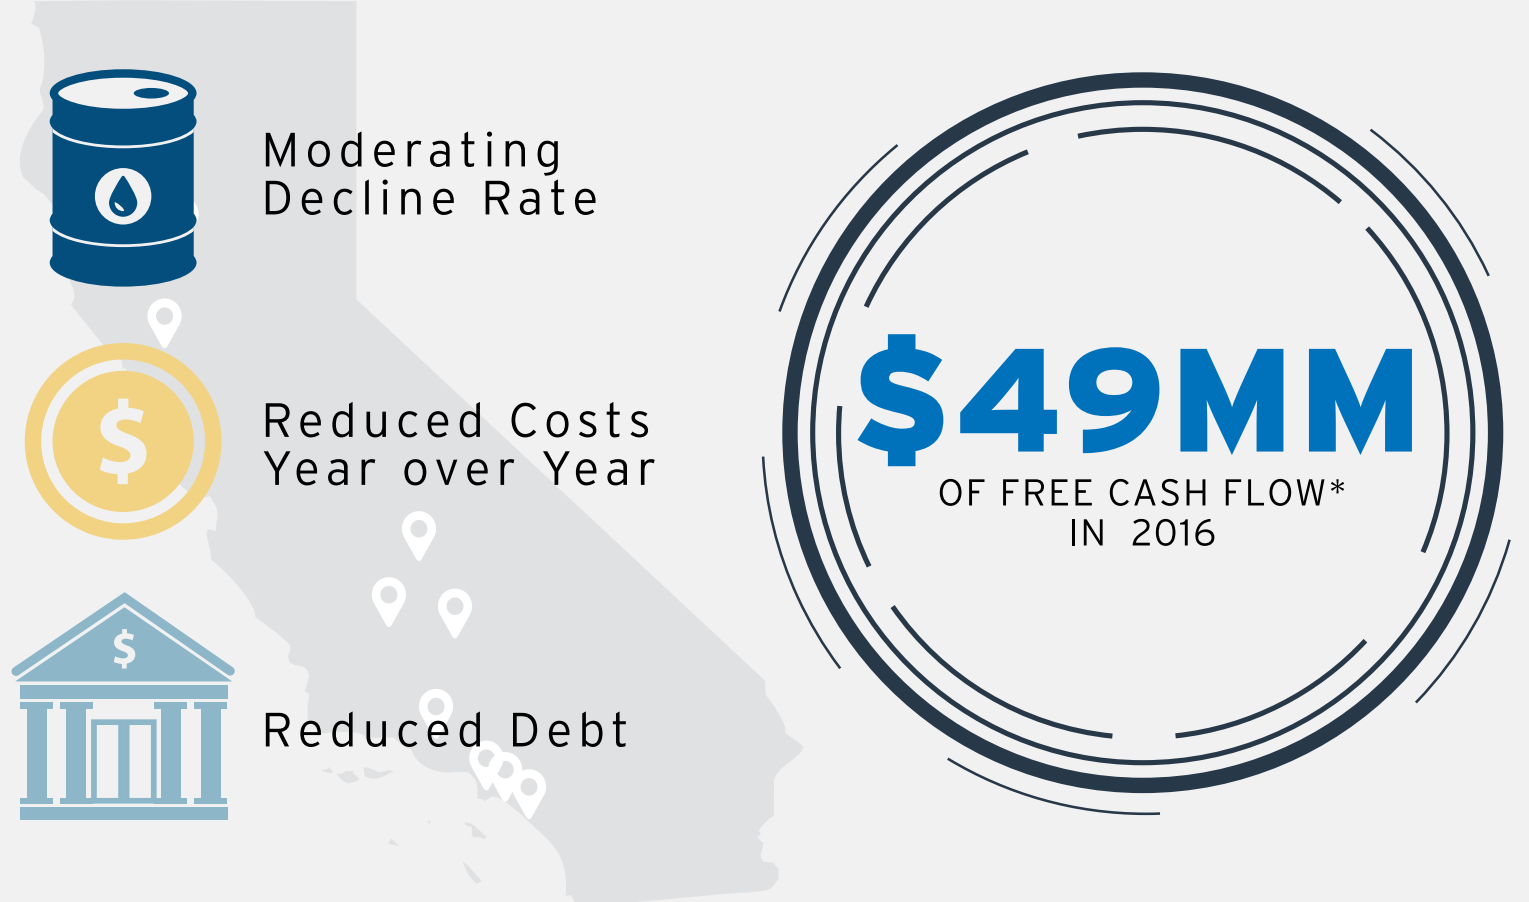 Moderating
Decline Rate
$
Reduced Costs
Year over Year
$
Reduced Debt
$49MM
OF FREE CASH FLOW*
IN 2016